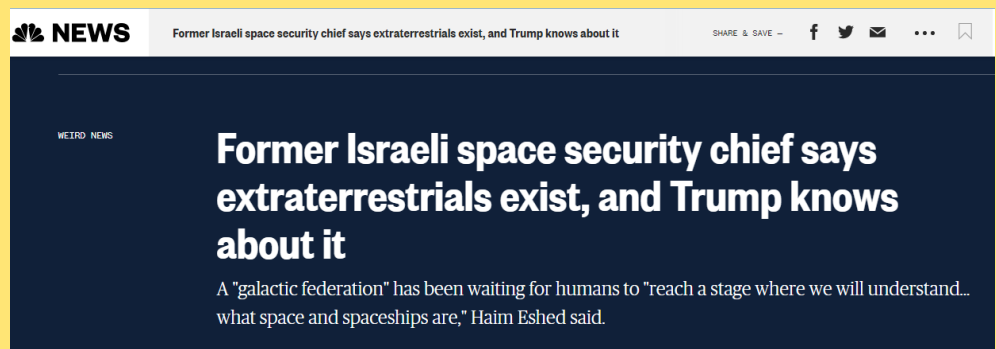 NEWS Former Israeli space security chief says extraterrestrials exist, and Trump knows about it SHARE & SAVE —
WEIRD NEWS
Former Israeli space security chief says
extraterrestrials exist, and Trump knows
about it
A "galactic federation" has been waiting for humans to "reach a stage where we will understand...
what space and spaceships are," Haim Eshed said.